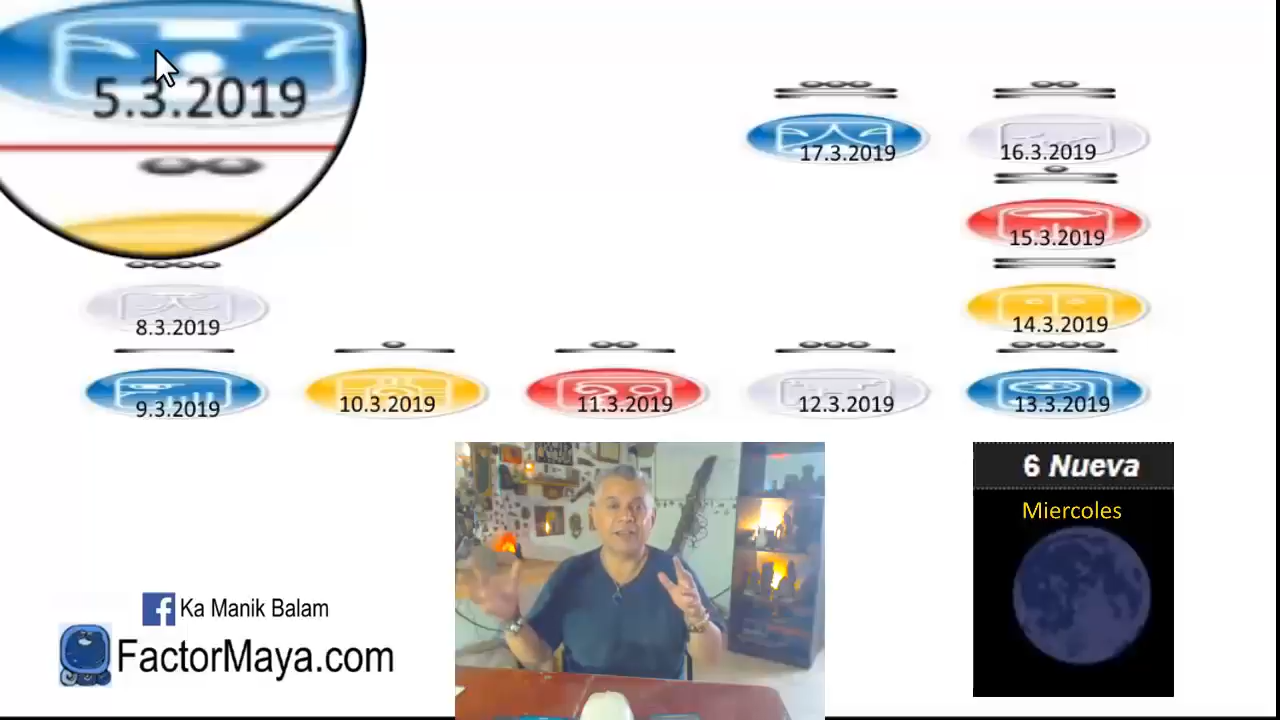 5.3.2019
17.3.2019
16.3.2019
15.3.2019
8.3.2019
14.3.2019
9.3.2019
10.3.2019
11.3.2019
12.3.2019
13.3.2019
6 Nueva
Miercoles
Ka Manik Balam
FactorMaya.com